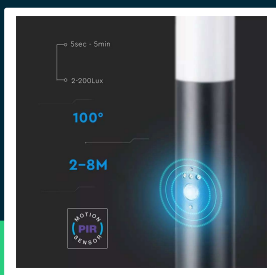 5sec - 5min
2-200Lux
100°
2-8M
MOTION
PIR
SENSOR